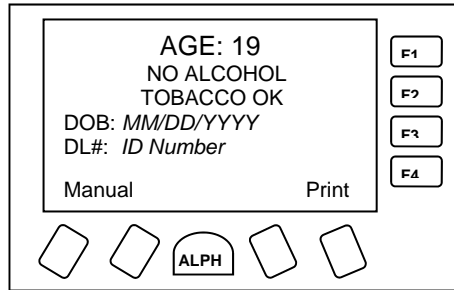 AGE: 19
NO ALCOHOL
TOBACCO OK
DOB: MM/DD/YYYY
DL#: ID Number
Manual Print
F1
F2
F3
F4
ALPH